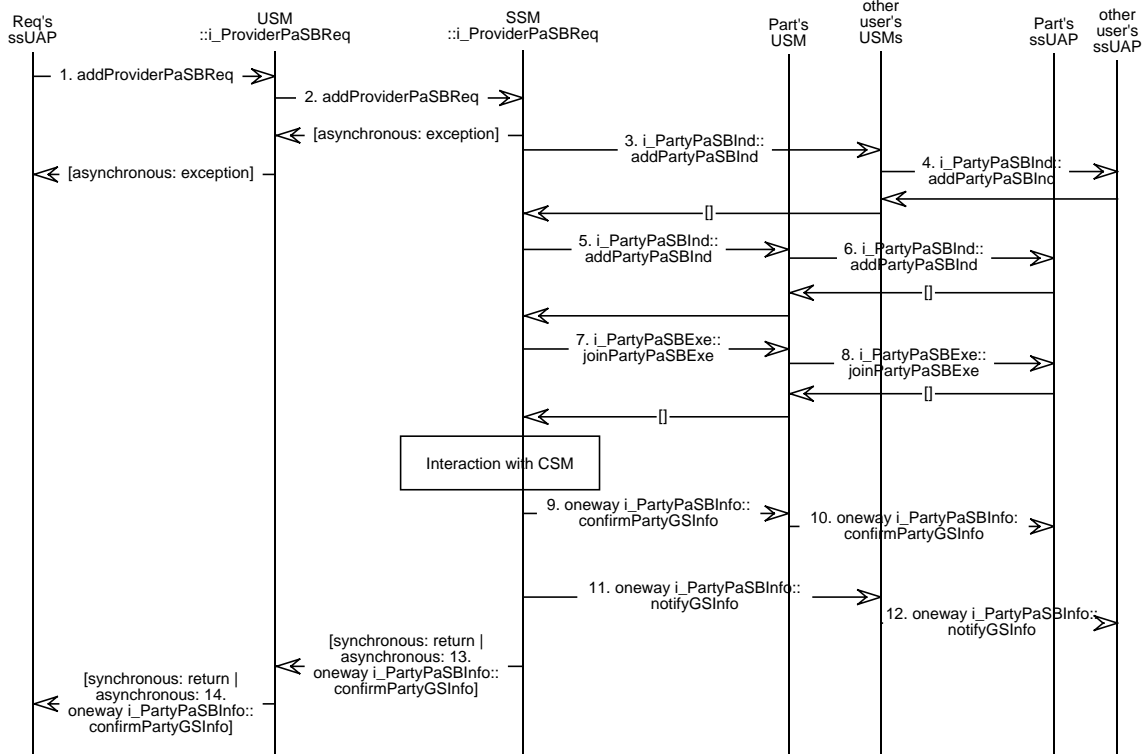 Req's
ssUAP
USM
::i_ProviderPaSBReq
SSM
::i_ProviderPaSBReq
Part's
USM
other
user's
USMs
Part's
ssUAP
other
user's
ssUAP
1. addProviderPaSBReq
2. addProviderPaSBReq
[asynchronous: exception]
3. i_PartyPaSBInd::
addPartyPaSBInd
4. i_PartyPaSBInd::
addPartyPaSBInd
[asynchronous: exception]
[]
5. i_PartyPaSBInd::
addPartyPaSBInd
6. i_PartyPaSBInd::
addPartyPaSBInd
[]
7. i_PartyPaSBExe::
joinPartyPaSBExe
8. i_PartyPaSBExe::
joinPartyPaSBExe
[]
[]
Interaction with CSM
9. oneway i_PartyPaSBInfo::
confirmPartyGSInfo
10. oneway i_PartyPaSBInfo:
confirmPartyGSInfo
11. oneway i_PartyPaSBInfo::
notifyGSInfo
12. oneway i_PartyPaSBInfo::
notifyGSInfo
[synchronous: return |
asynchronous: 13.
oneway i_PartyPaSBInfo::
confirmPartyGSInfo]
[synchronous: return |
asynchronous: 14.
oneway i_PartyPaSBInfo::
confirmPartyGSInfo]